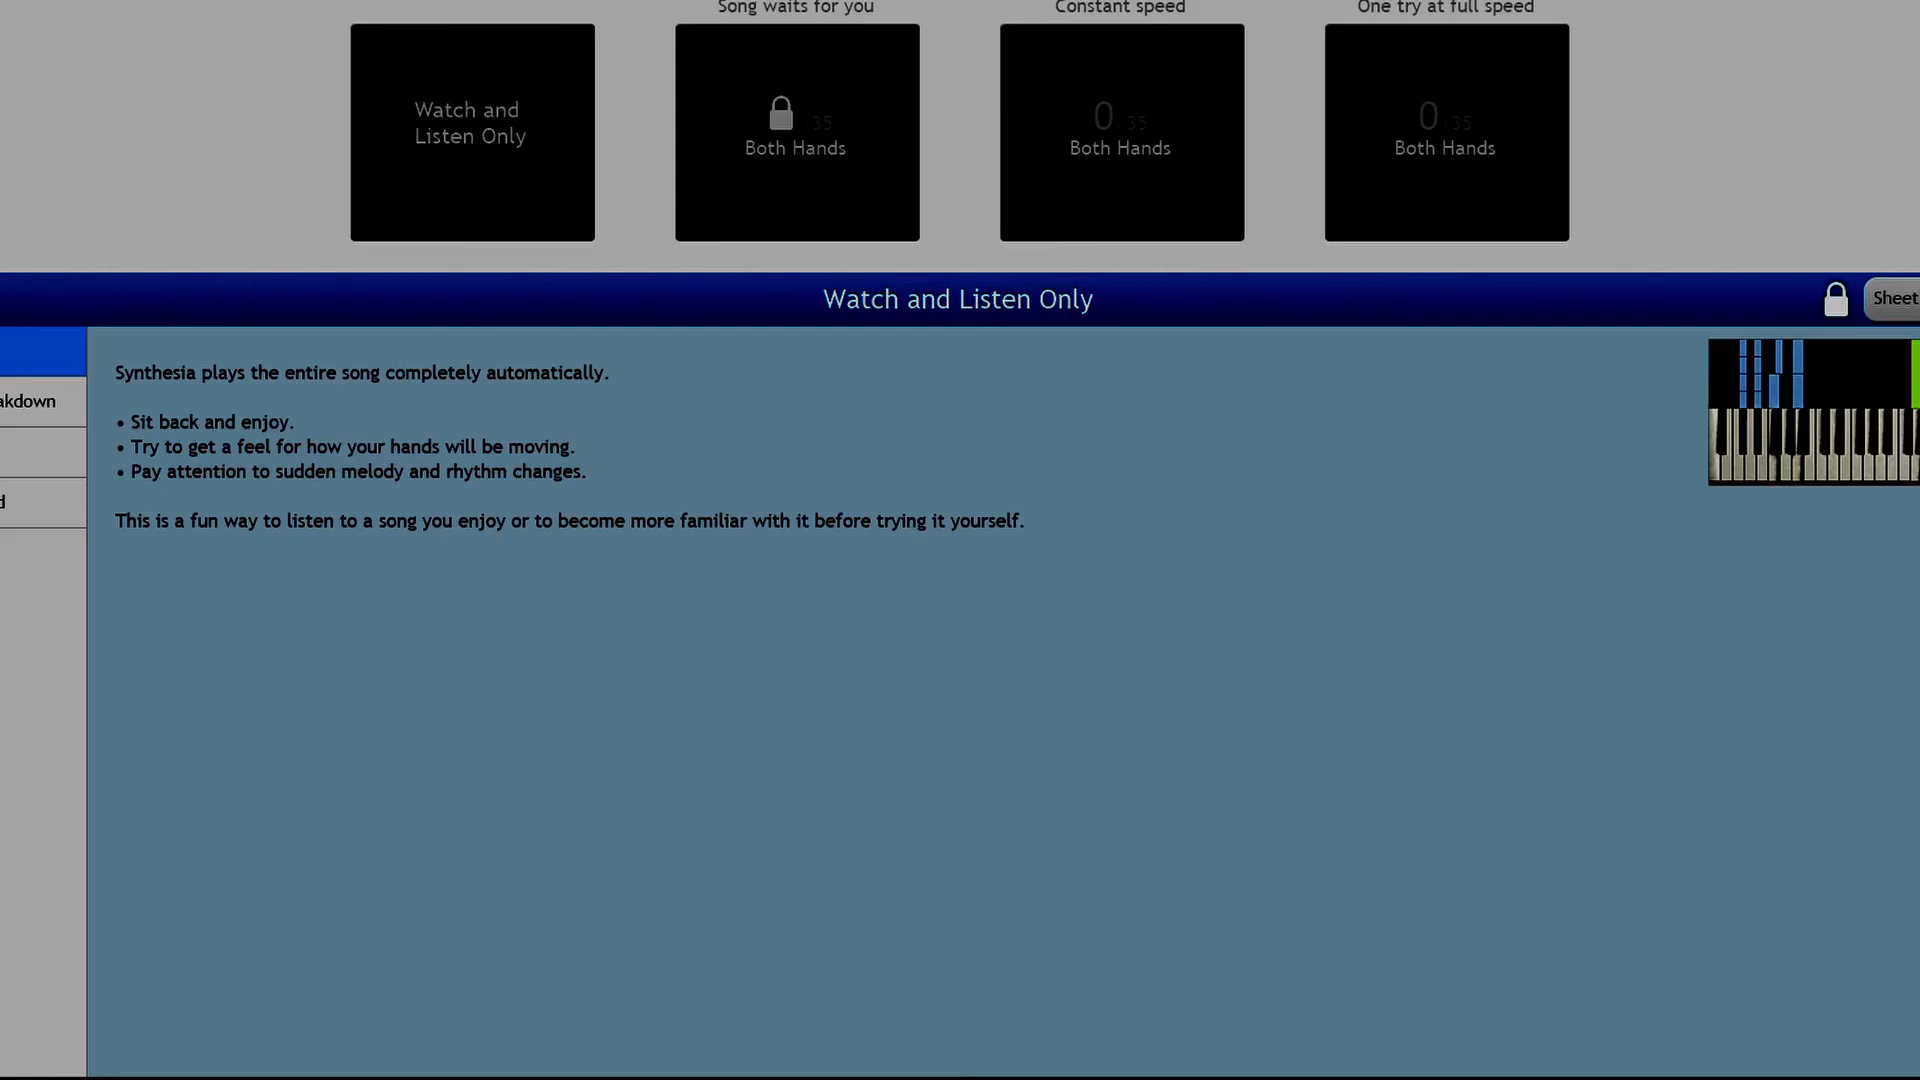 Song waits for you
Constant speed
One try at full speed
Watch and
Listen Only
/35
Both Hands
0/35
Both Hands
0/35
Both Hands
Watch and Listen Only
Sheet
akdown
d
Synthesia plays the entire song completely automatically.
• Sit back and enjoy.
• Try to get a feel for how your hands will be moving.
• Pay attention to sudden melody and rhythm changes.
This is a fun way to listen to a song you enjoy or to become more familiar with it before trying it yourself.